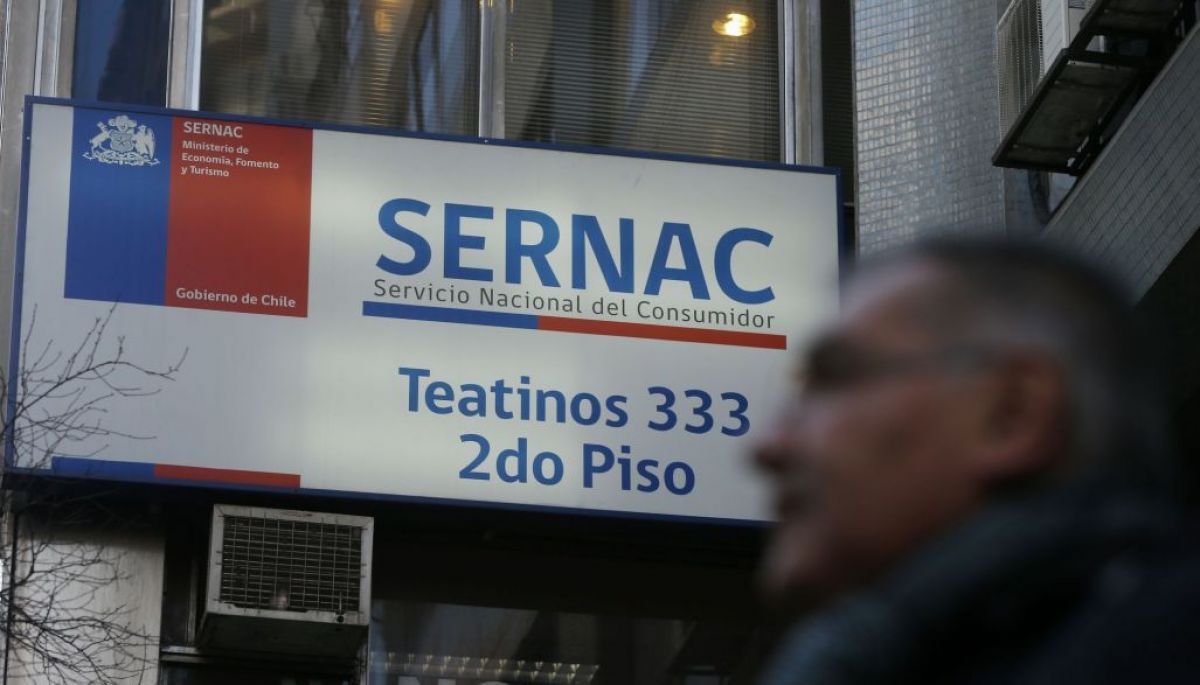 SERNAC
Ministerio de
Economía, Fomento
y Turismo
Gobierno de Chile
SERNAC
Servicio Nacional del Consumidor
Teatinos 333
2do Piso